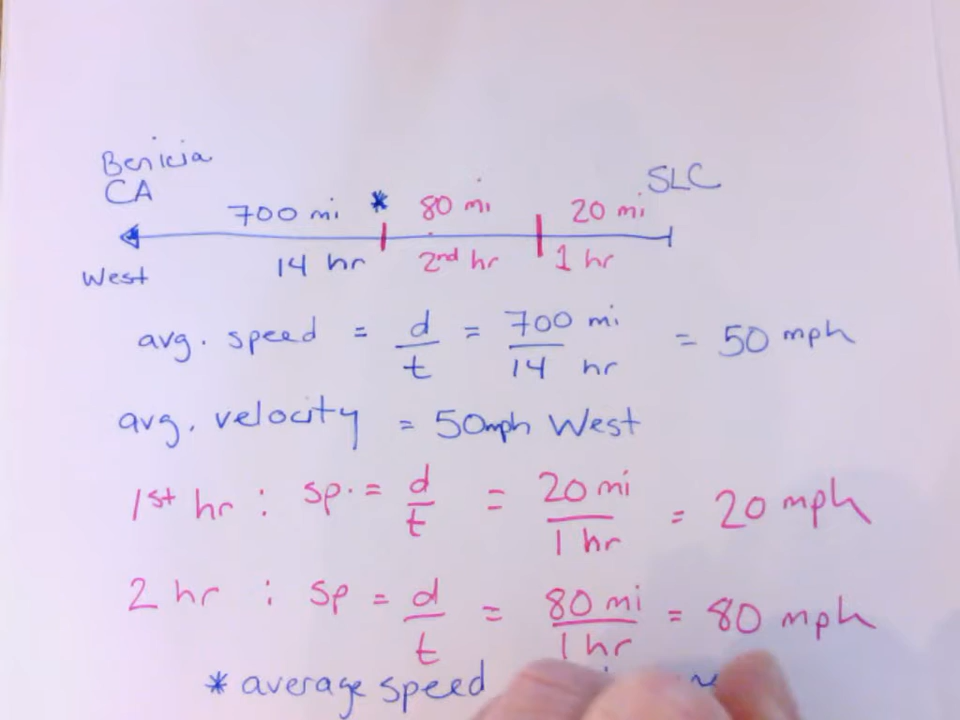 Benicia
CA
SLC
700 mi * 80 mi 20 mi
14 hr 2nd hr 1 hr
West
avg. speed = d/t = 700 mi/14 hr = 50 mph
avg. velocity = 50mph West
1st hr : sp. = d/t = 20 mi/1 hr = 20 mph
2 hr : sp = d/t = 80 mi/1 hr = 80 mph
* average speed